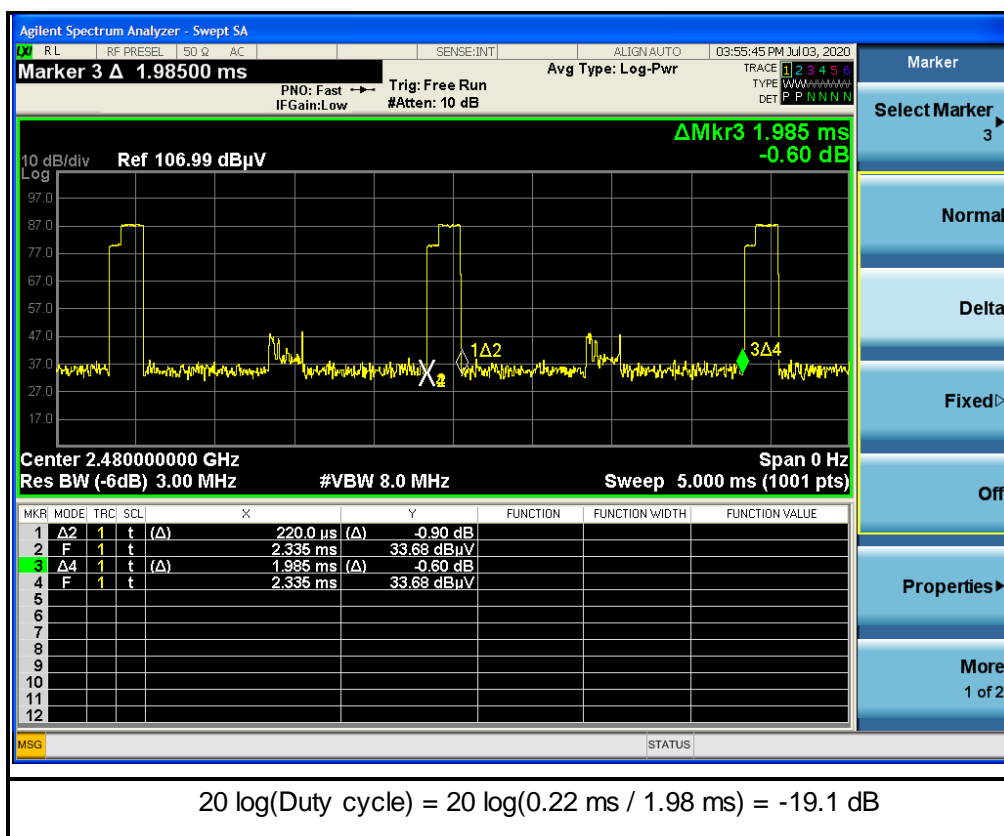 Agilent Spectrum Analyzer - Swept SA
LXI RL RF PRESEL 50 Ω AC SENSE:INT ALIGNAUTO 03:55:45 PM Jul 03, 2020
Marker 3 Δ 1.98500 ms
PNO: Fast
IFGain:Low
Trig: Free Run
#Atten: 10 dB
Avg Type: Log-Pwr
TRACE 1 2 3 4 5 6
TYPE WWWWWW
DET P P N N N N
Marker
Select Marker
3
Normal
Delta
Fixed
Off
Properties
More
1 of 2
ΔMkr3 1.985 ms
-0.60 dB
10 dB/div Ref 106.99 dBµV
Log
97.0
87.0
77.0
67.0
57.0
47.0
37.0
27.0
17.0
1Δ2
3Δ4
X
Center 2.480000000 GHz Span 0 Hz
Res BW (-6dB) 3.00 MHz #VBW 8.0 MHz Sweep 5.000 ms (1001 pts)
MKR MODE TRC SCL X Y FUNCTION FUNCTION WIDTH FUNCTION VALUE
1 Δ2 1 t (Δ) 220.0 µs (Δ) -0.90 dB
2 F 1 t 2.335 ms 33.68 dBµV
3 Δ4 1 t (Δ) 1.985 ms (Δ) -0.60 dB
4 F 1 t 2.335 ms 33.68 dBµV
5
6
7
8
9
10
11
12
MSG STATUS
20 log(Duty cycle) = 20 log(0.22 ms / 1.98 ms) = -19.1 dB